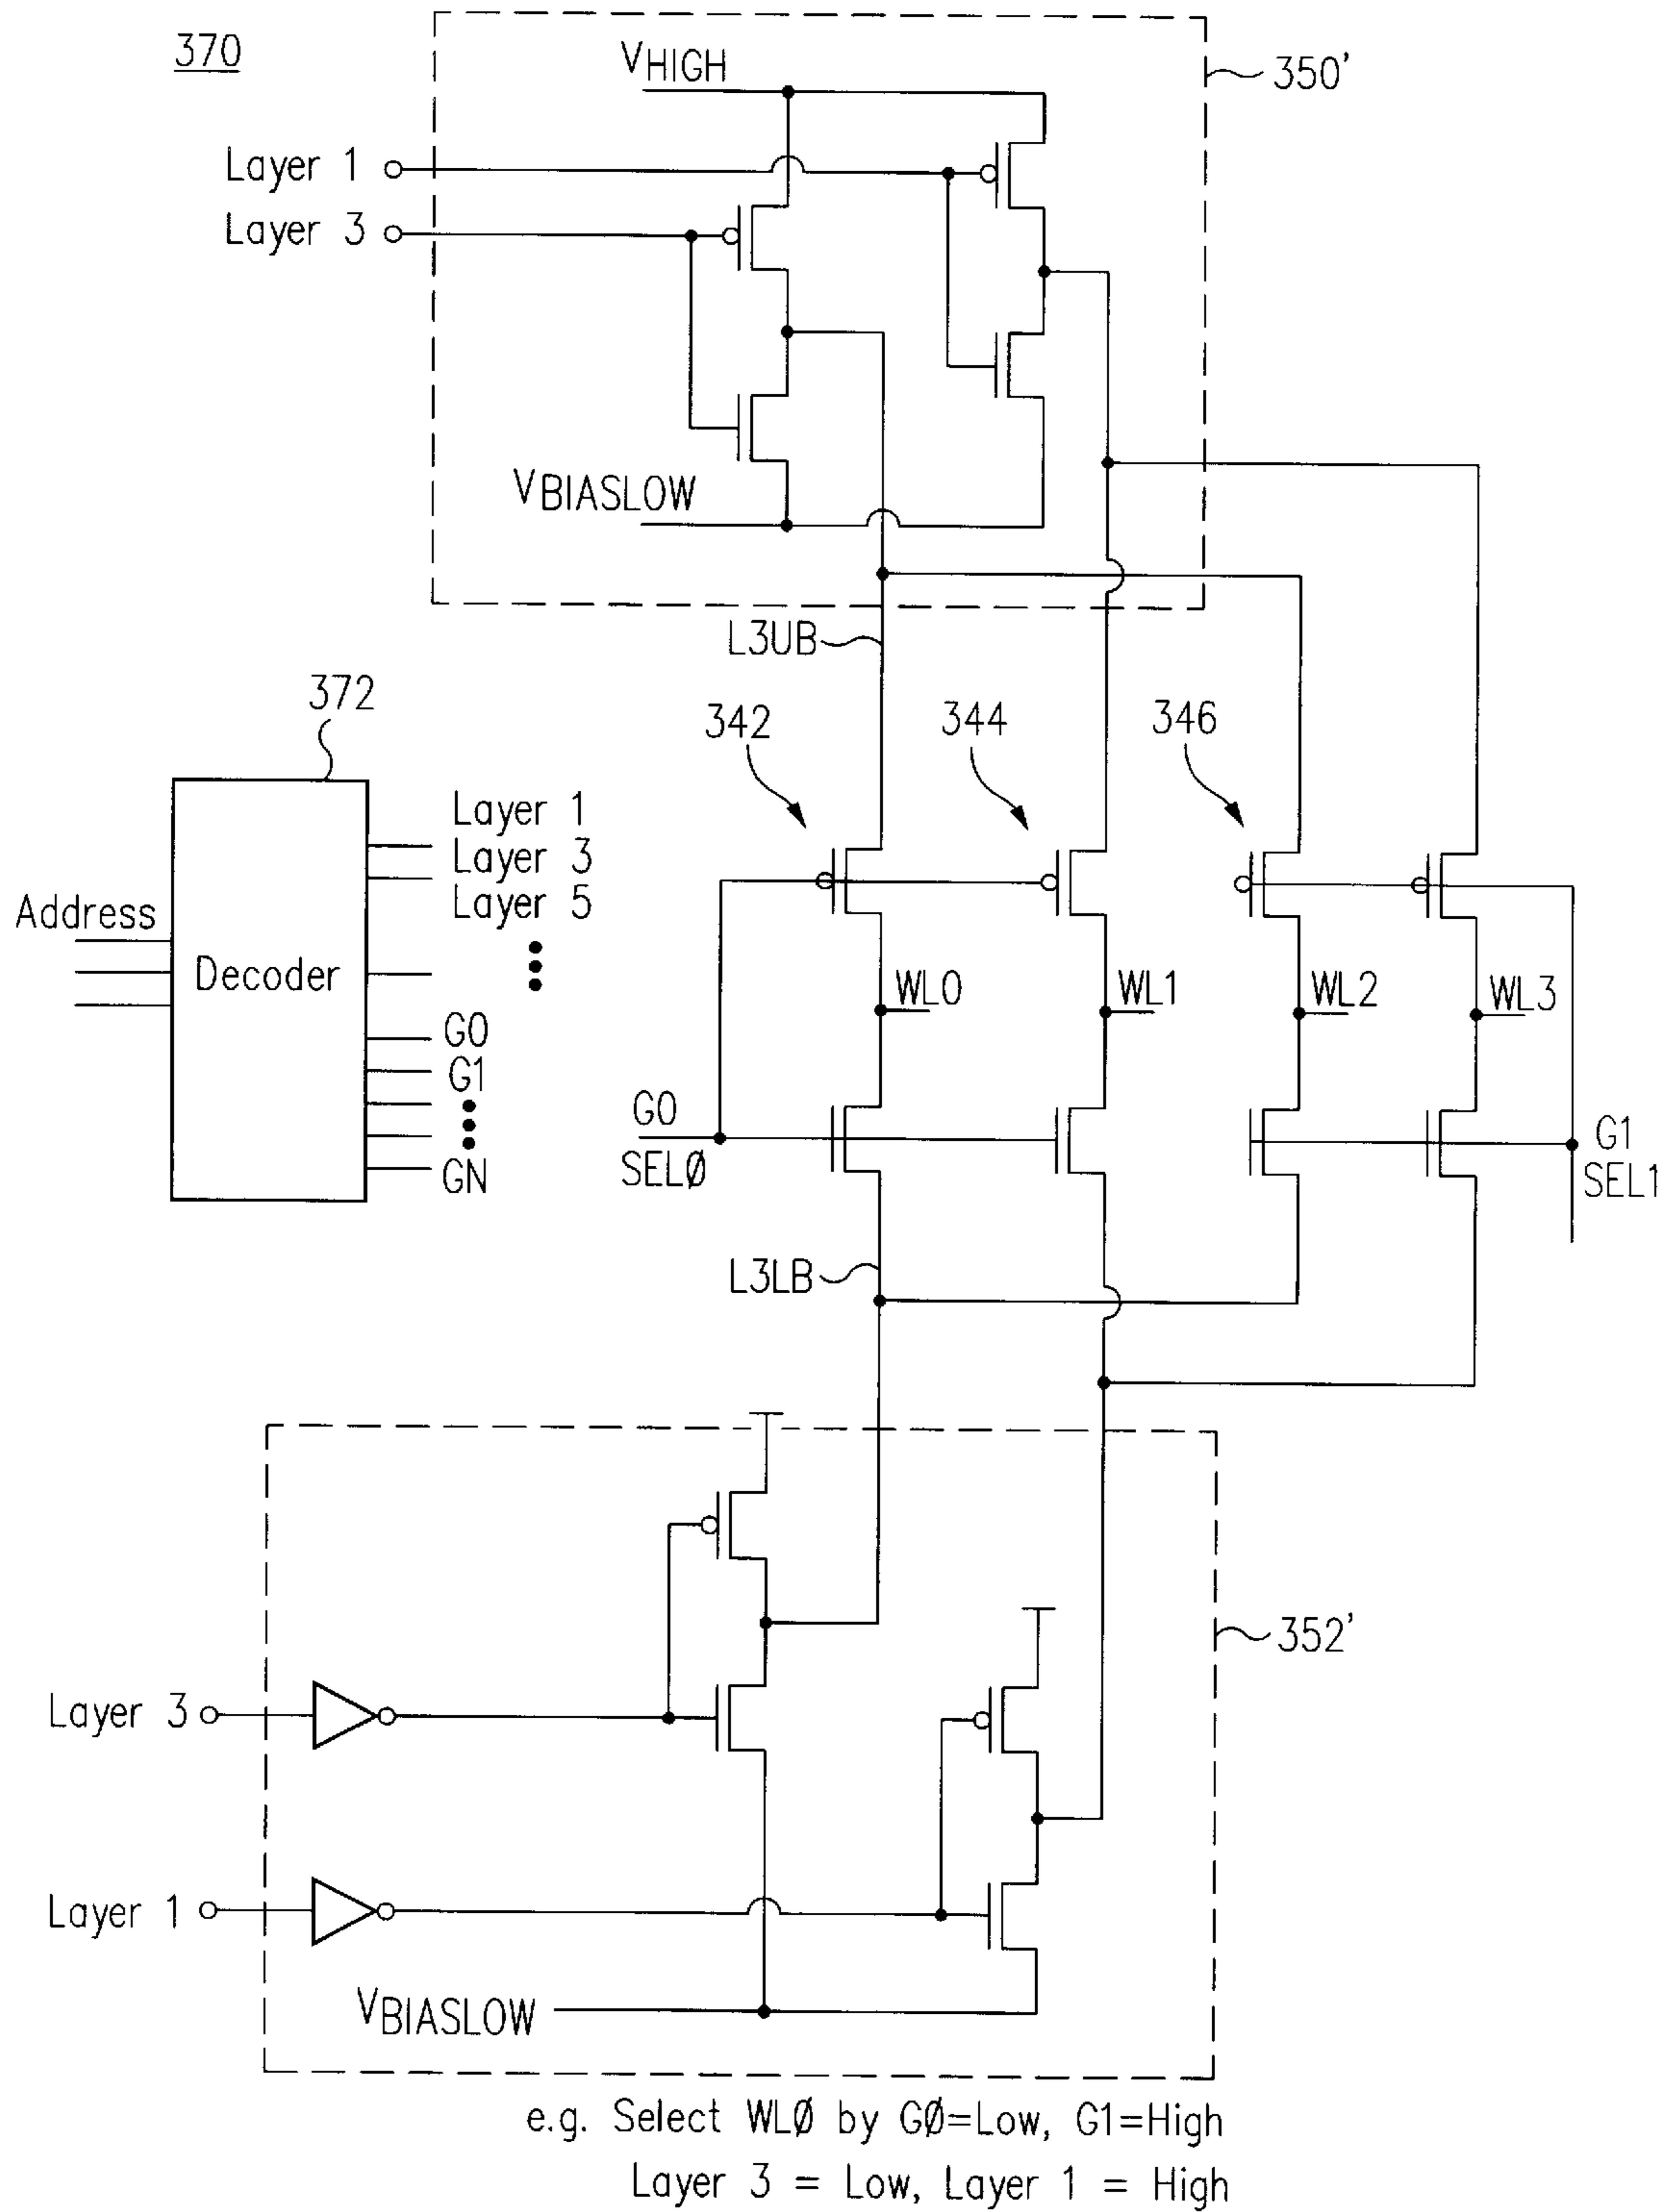 370
VHIGH
350'
Layer 1
Layer 3
VBIASLOW
L3UB
372
342
344
346
Layer 1
Layer 3
Layer 5
Address
Decoder
WL0
WL1
WL2
WL3
G0
G1
GN
G0
SELØ
G1
SEL1
L3LB
352'
Layer 3
Layer 1
VBIASLOW
e.g. Select WLØ by GØ=Low, G1=High
Layer 3 = Low, Layer 1 = High